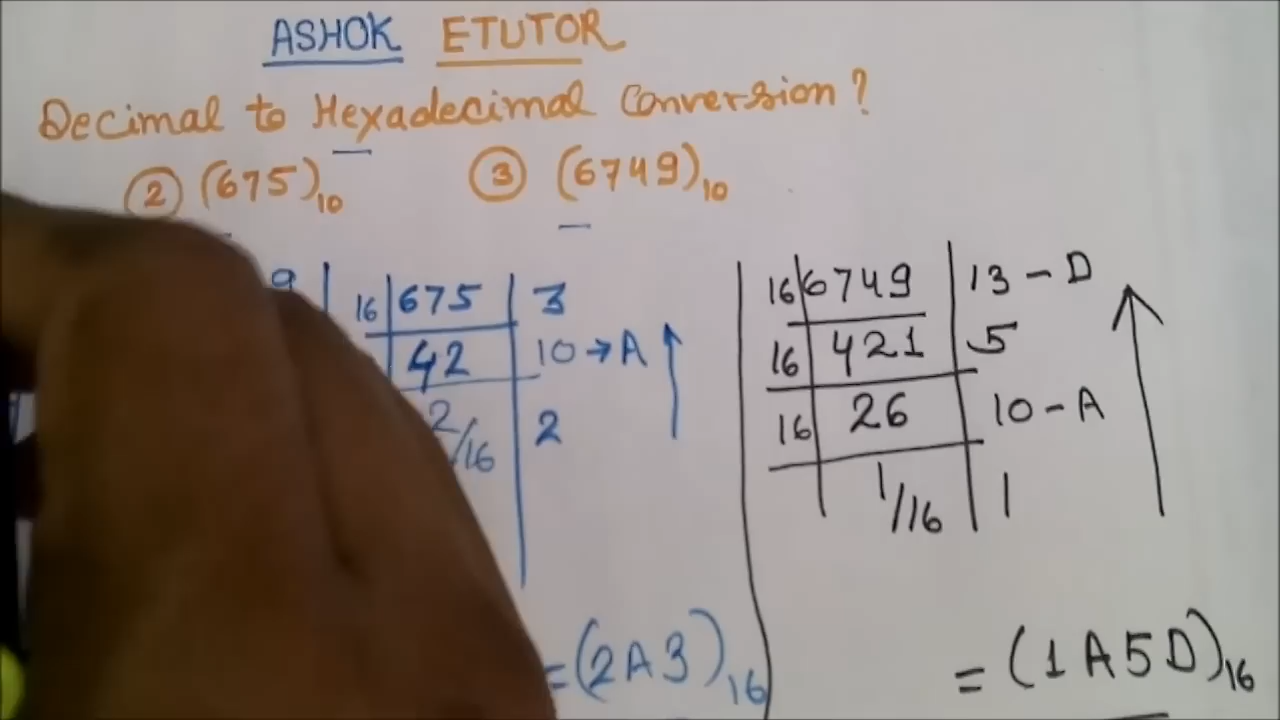 ASHOK ETUTOR
Decimal to Hexadecimal Conversion?
② (675)10 ③ (6749)10
9
16 675 3
42 10→A
2/16 2
=(2A3)16
16 6749 13-D
16 421 5
16 26 10-A
1/16 1
=(1A5D)16